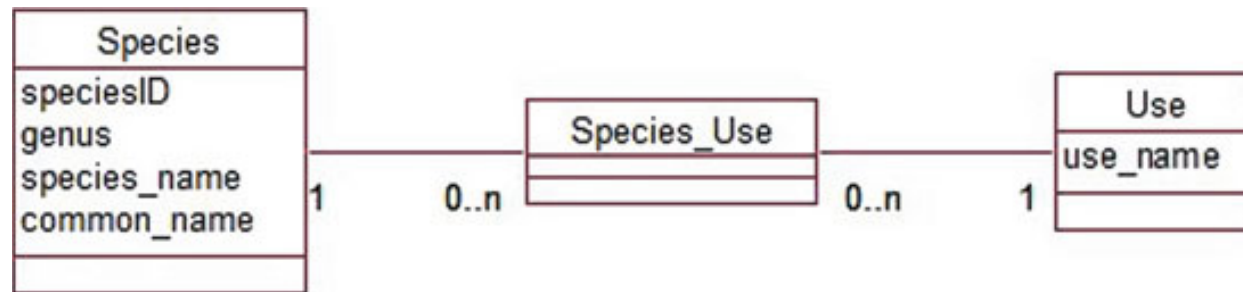 Species
speciesID
genus
species_name
common_name
1
0..n
Species_Use
0..n
1
Use
use_name